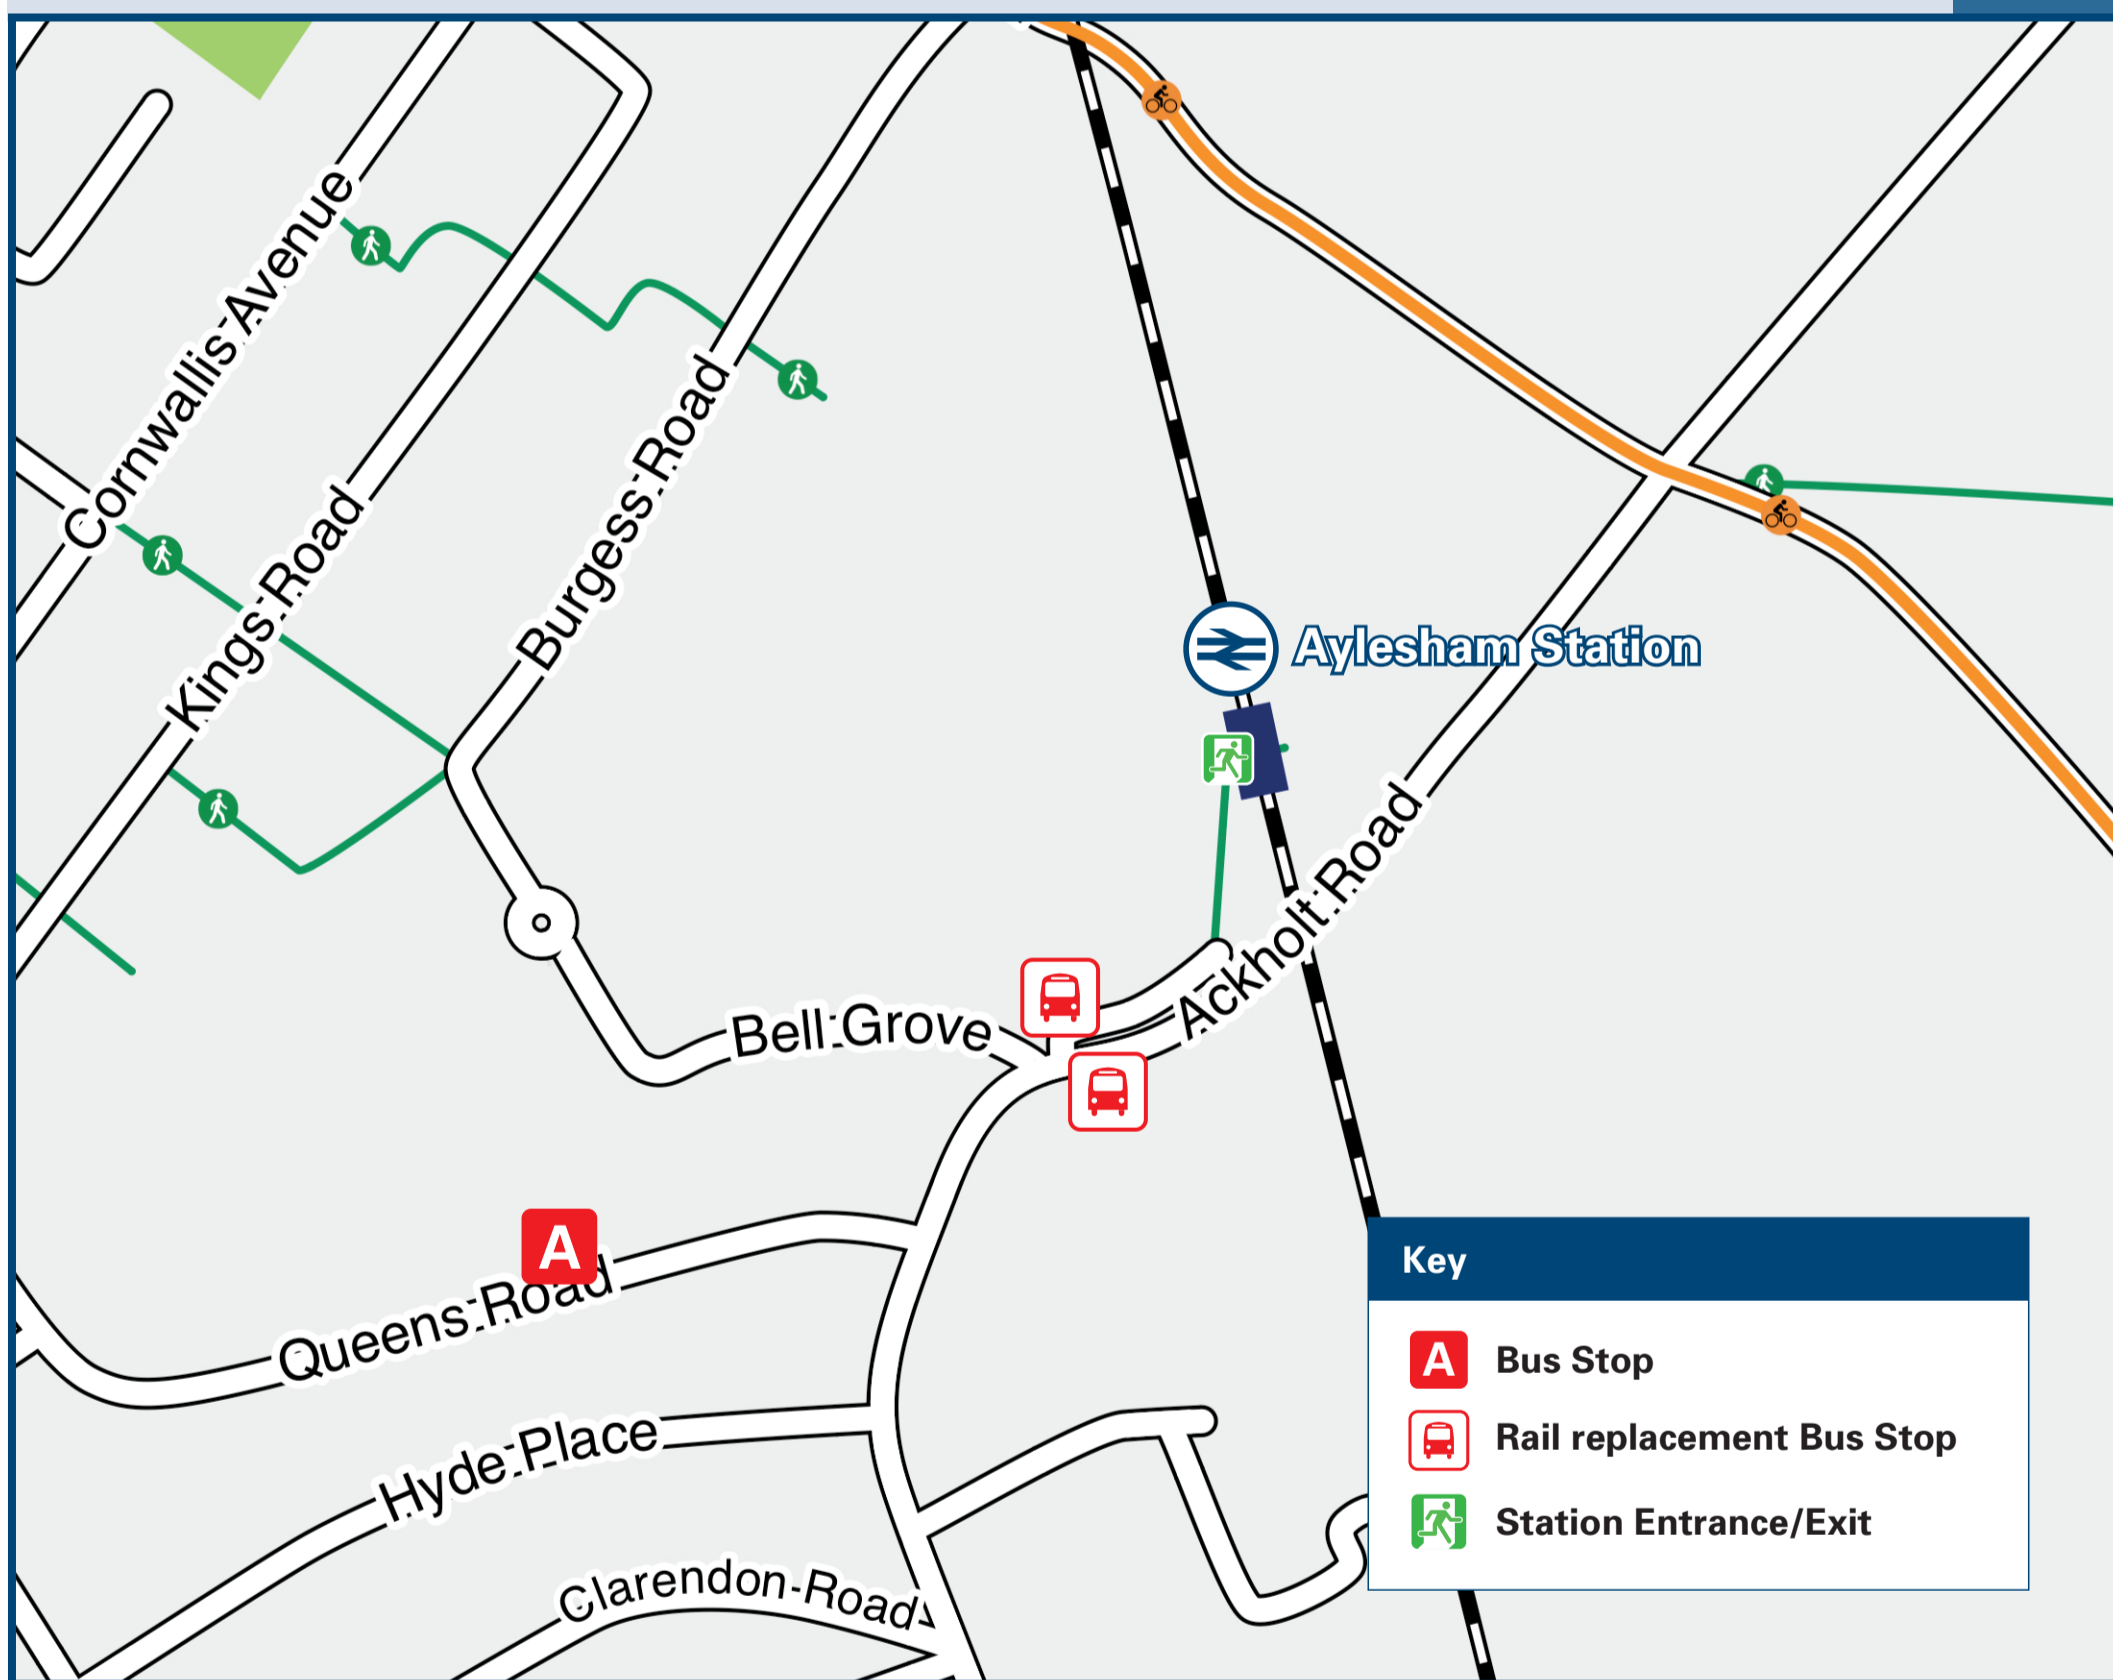 Cornwallis Avenue
Kings Road
Burgess Road
Aylesham Station
Ackholt Road
Bell Grove
A
Queens Road
Hyde Place
Clarendon Road
Key
A Bus Stop
Rail replacement Bus Stop
Station Entrance/Exit